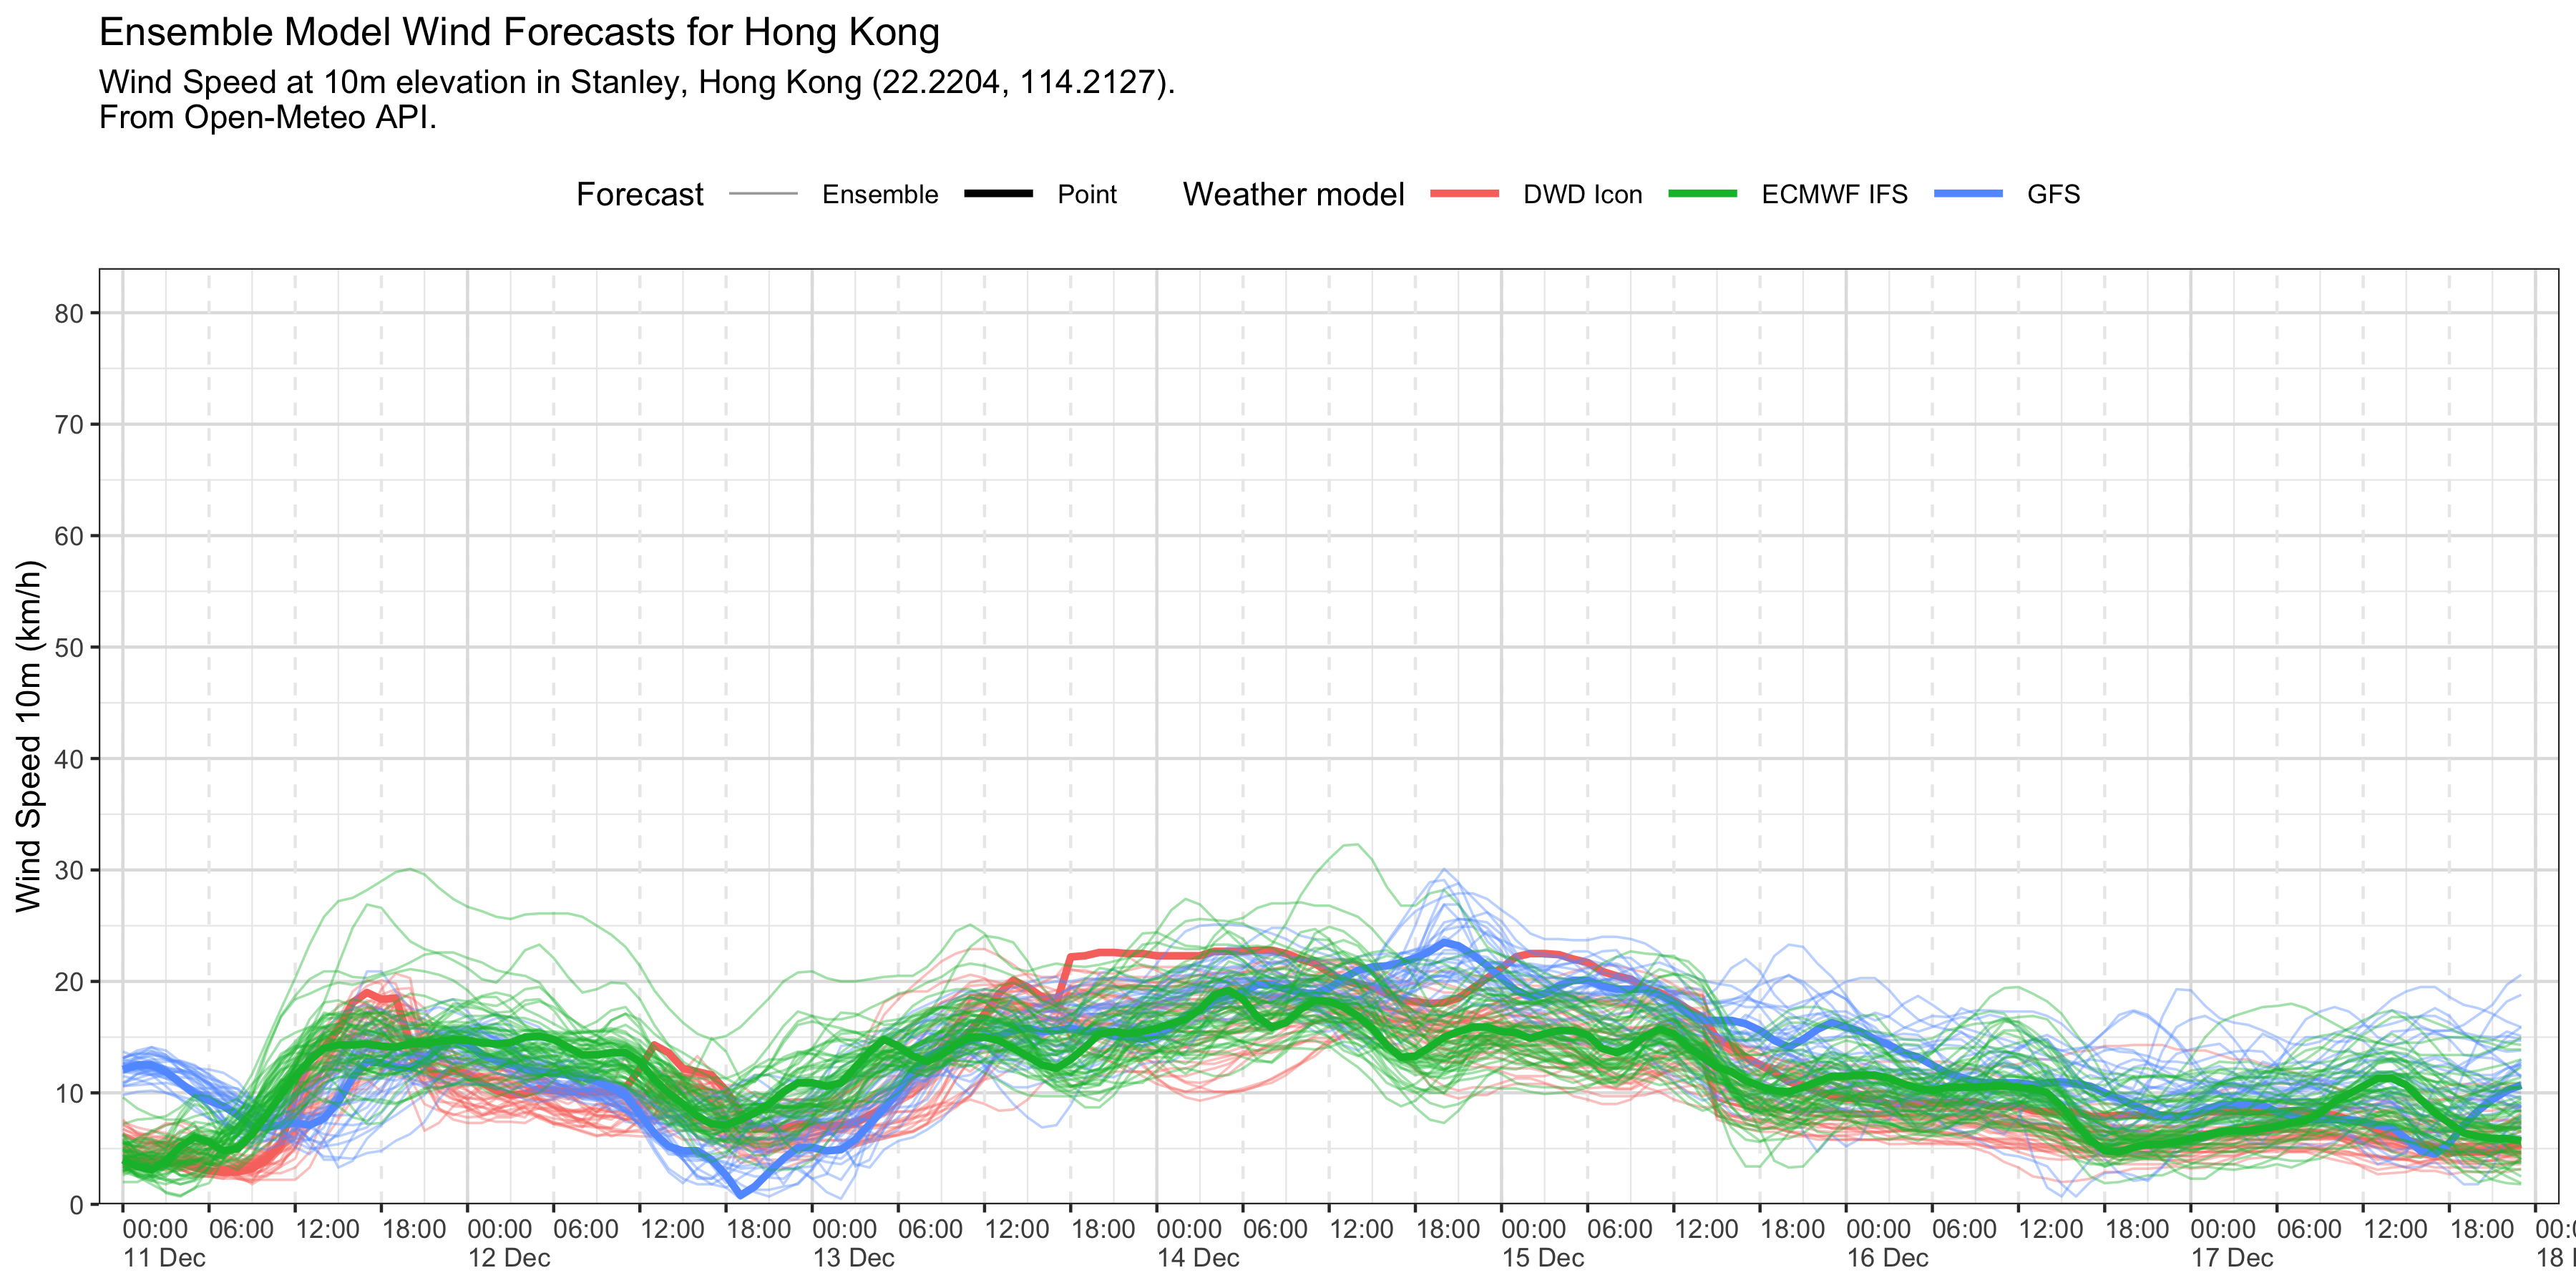 Ensemble Model Wind Forecasts for Hong Kong
Wind Speed at 10m elevation in Stanley, Hong Kong (22.2204, 114.2127).
From Open-Meteo API.
Forecast Ensemble Point Weather model DWD Icon ECMWF IFS GFS
Wind Speed 10m (km/h)
80
70
60
50
40
30
20
10
0
00:00 06:00 12:00 18:00 00:00 06:00 12:00 18:00 00:00 06:00 12:00 18:00 00:00 06:00 12:00 18:00 00:00 06:00 12:00 18:00 00:00 06:00 12:00 18:00 00:00 06:00 12:00 18:00
11 Dec 12 Dec 13 Dec 14 Dec 15 Dec 16 Dec 17 Dec 18